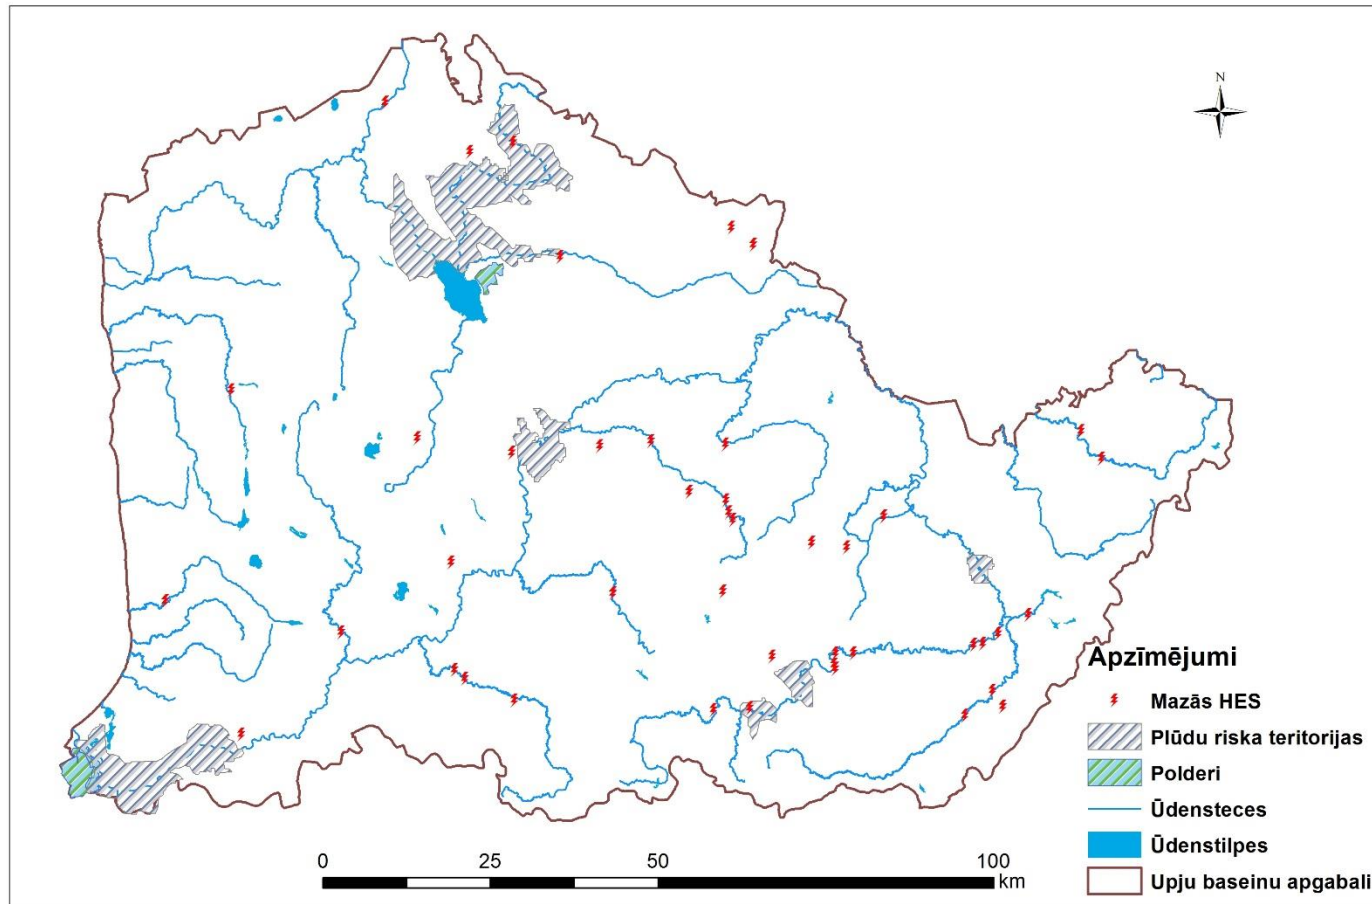 N
Apzīmējumi
Mazās HES
Plūdu riska teritorijas
Polderi
Ūdensteces
Ūdenstilpes
Upju baseinu apgabali
0 25 50 100
km